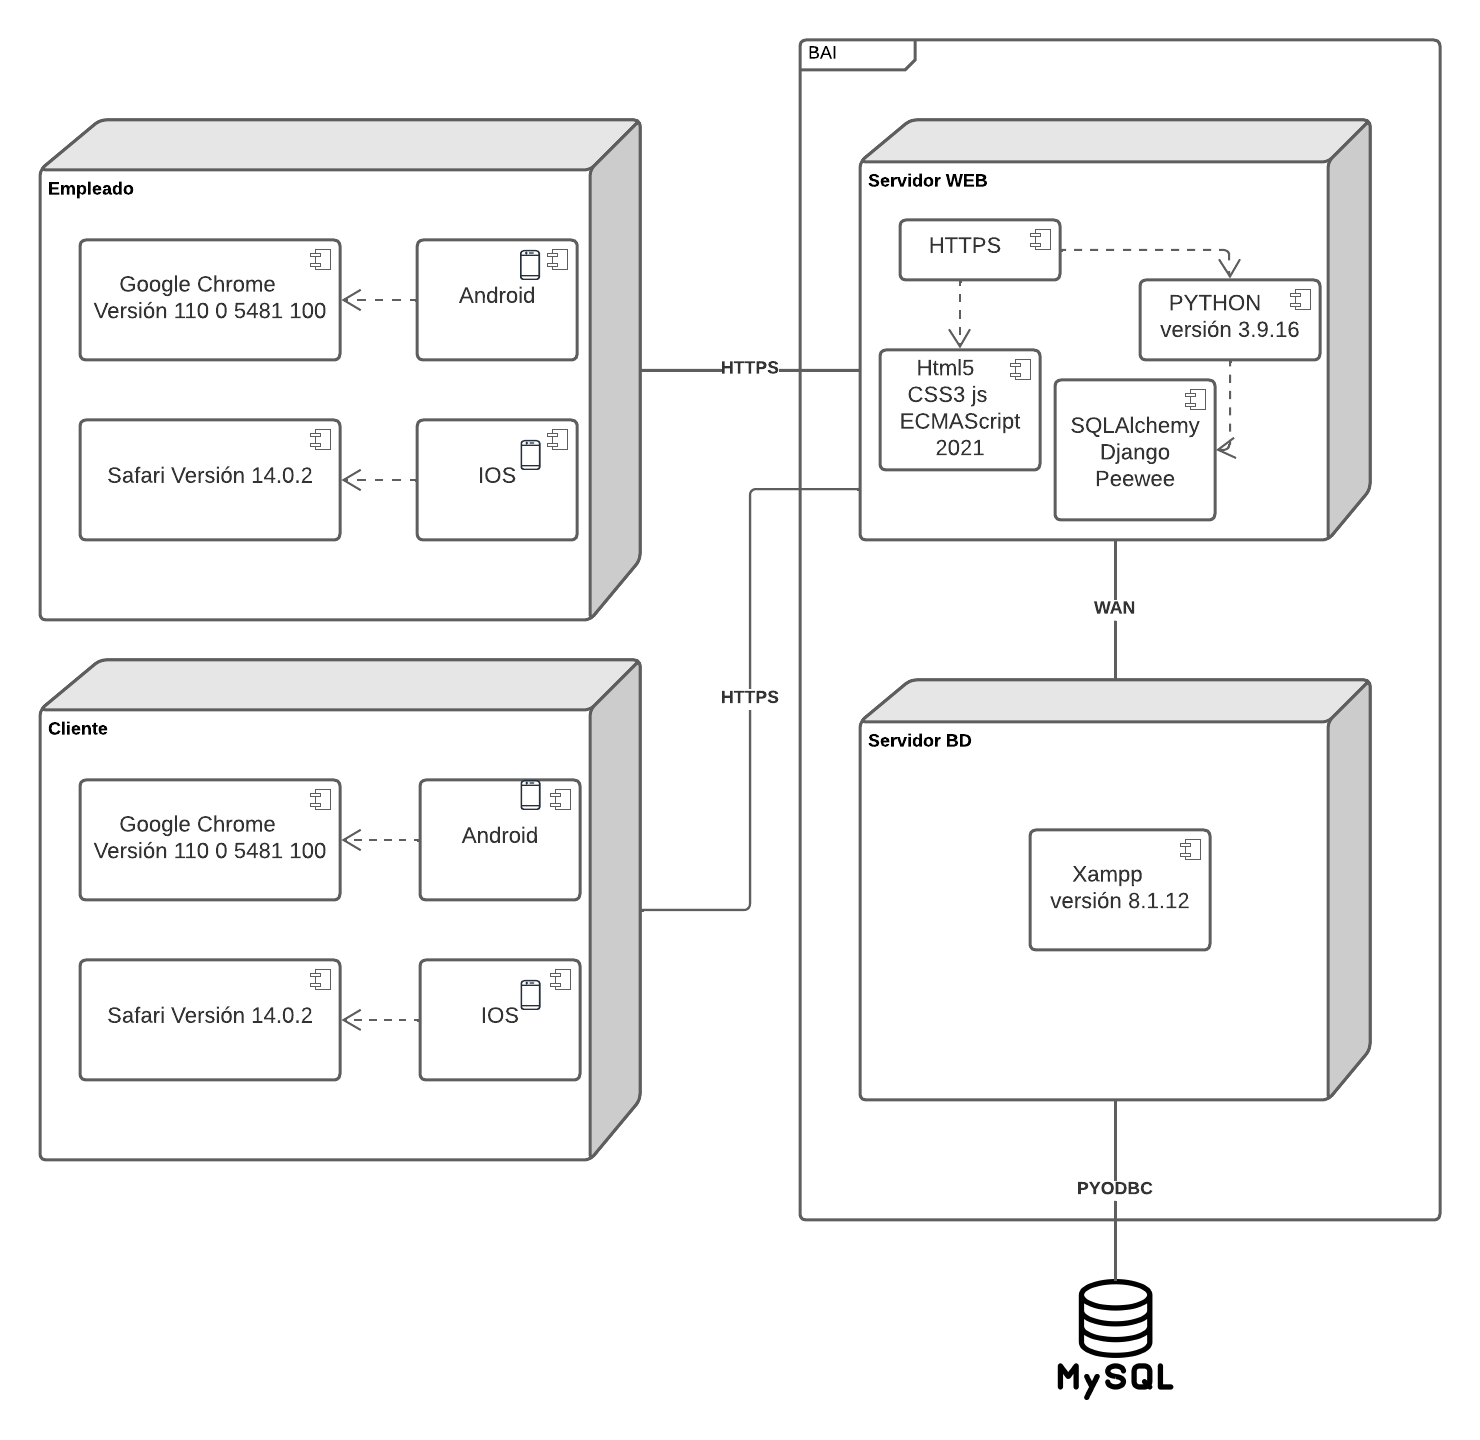 BAI
Empleado
Google Chrome
Versión 110 0 5481 100
Android
Safari Versión 14.0.2
IOS
HTTPS
Servidor WEB
HTTPS
PYTHON
versión 3.9.16
Html5
CSS3 js
ECMAScript
2021
SQLAlchemy
Django
Peewee
WAN
Cliente
Google Chrome
Versión 110 0 5481 100
Android
Safari Versión 14.0.2
IOS
HTTPS
Servidor BD
Xampp
versión 8.1.12
PYODBC
MySQL